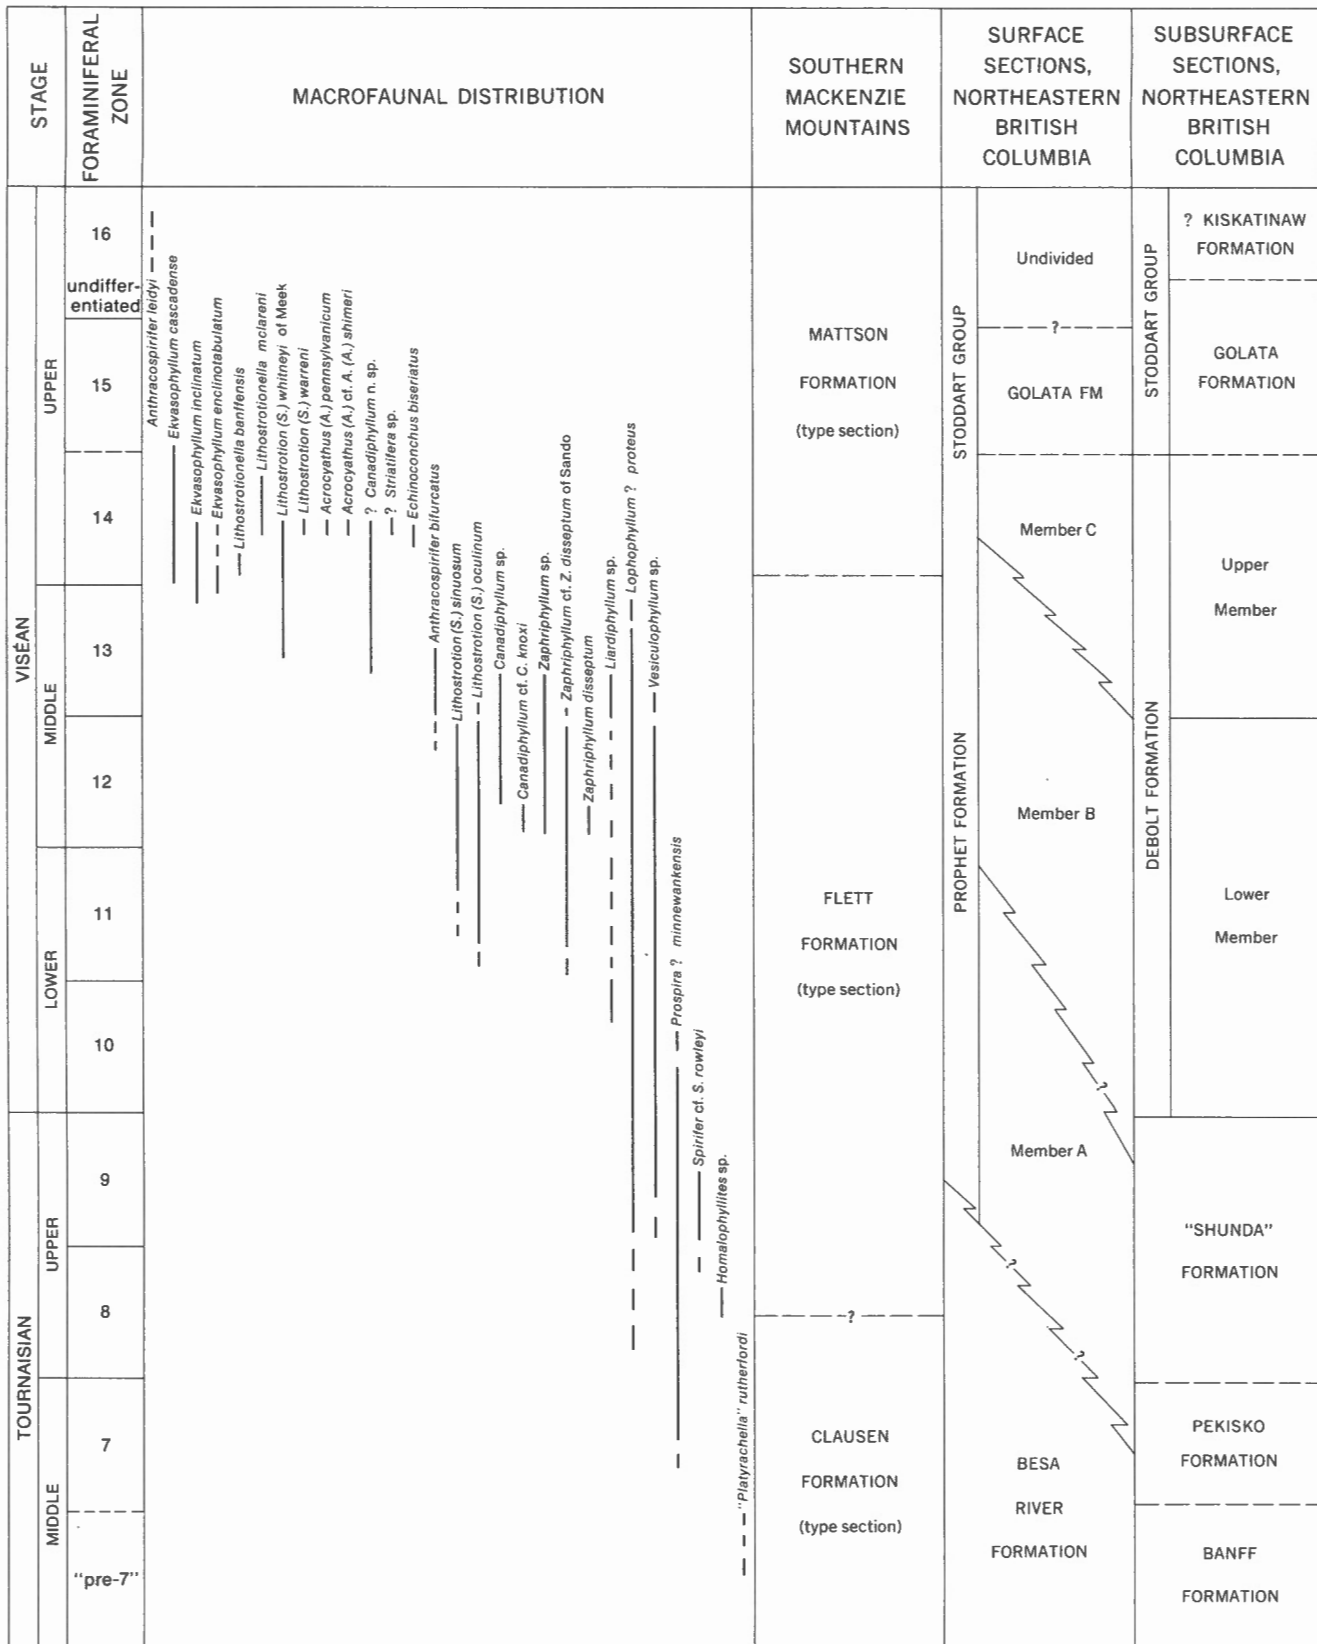 STAGE
FORAMINIFERAL
ZONE
MACROFAUNAL DISTRIBUTION
SOUTHERN
MACKENZIE
MOUNTAINS
SURFACE
SECTIONS,
NORTHEASTERN
BRITISH
COLUMBIA
SUBSURFACE
SECTIONS,
NORTHEASTERN
BRITISH
COLUMBIA
VISÉAN
TOURNAISIAN
UPPER
MIDDLE
LOWER
UPPER
MIDDLE
16
undiffer-
entiated
15
14
13
12
11
10
9
8
7
"pre-7"
Anthracospirifer leidyi
Ekvasophyllum cascadense
Ekvasophyllum inclinatum
Ekvasophyllum enclinotabulatum
Lithostrotionella banffensis
Lithostrotionella mclareni
Lithostrotion (S.) whitneyi of Meek
Lithostrotion (S.) warreni
Acrocyathus (A.) pennsylvanicum
Acrocyathus (A.) cf. A. (A.) shimeri
? Canadiphyllum n. sp.
? Striatifera sp.
Echinoconchus biseriatus
Anthracospirifer bifurcatus
Lithostrotion (S.) sinuosum
Lithostrotion (S.) oculinum
Canadiphyllum sp.
Canadiphyllum cf. C. knoxi
Zaphriphyllum sp.
Zaphriphyllum cf. Z. disseptum of Sando
Zaphriphyllum disseptum
Liardiphyllum sp.
Lophophyllum ? proteus
Vesiculophyllum sp.
Prospira ? minnewankensis
Spirifer cf. S. rowleyi
Homalophyllites sp.
"Platyrachella" rutherfordi
MATTSON
FORMATION
(type section)
FLETT
FORMATION
(type section)
?
CLAUSEN
FORMATION
(type section)
STODDART GROUP
PROPHET FORMATION
Undivided
?
GOLATA FM
Member C
Member B
?
Member A
?
?
BESA
RIVER
FORMATION
STODDART GROUP
DEBOLT FORMATION
? KISKATINAW
FORMATION
GOLATA
FORMATION
Upper
Member
Lower
Member
"SHUNDA"
FORMATION
PEKISKO
FORMATION
BANFF
FORMATION